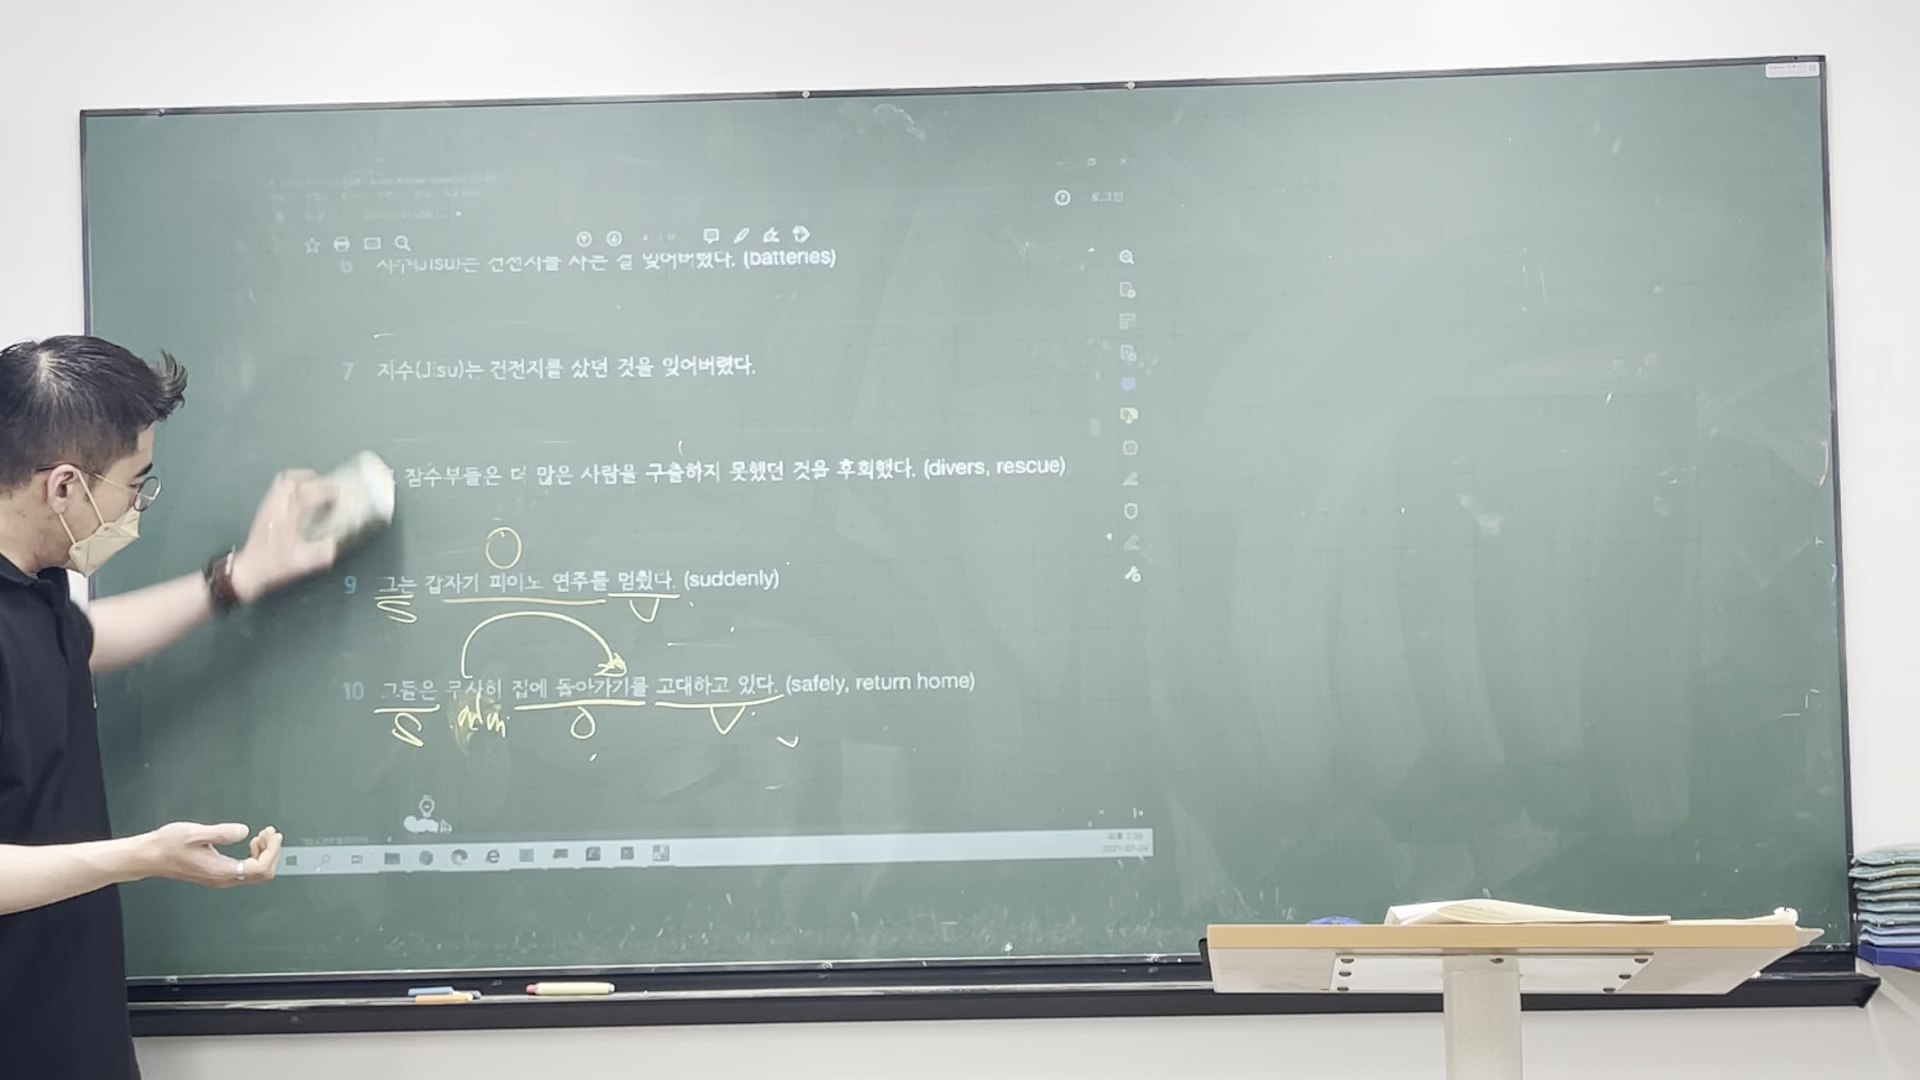 로그인
지수(Jisu)는 건전지를 사는 걸 잊어버렸다. (batteries)
7 지수(Jisu)는 건전지를 샀던 것을 잊어버렸다.
잠수부들은 더 많은 사람을 구출하지 못했던 것을 후회했다. (divers, rescue)
O
9 그는 갑자기 피아노 연주를 멈췄다. (suddenly)
S V
10 그들은 무사히 집에 돌아가기를 고대하고 있다. (safely, return home)
S O V